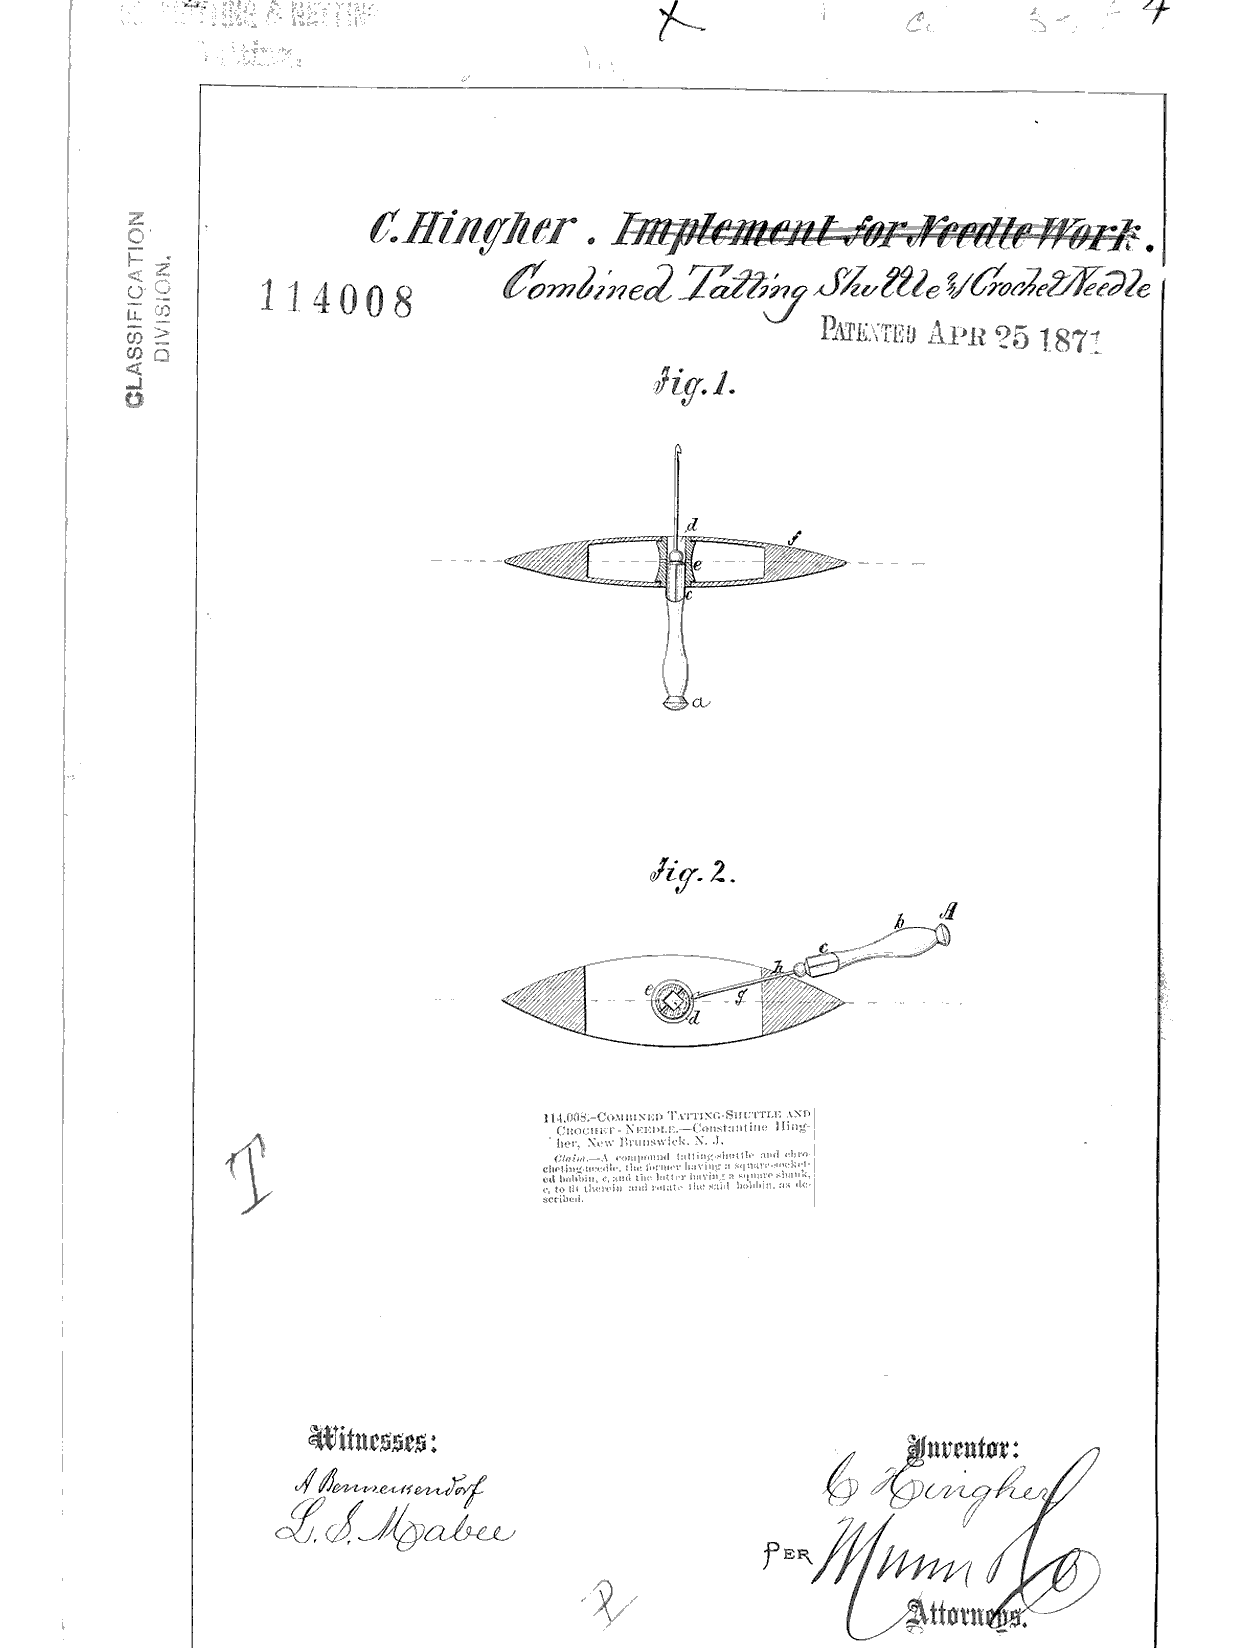 & NETTING
CLASSIFICATION
DIVISION.
C. Hingher. Implement for Needle Work.
Combined Tatting Shuttle & Crochet Needle
114008
PATENTED APR 25 1871
Fig. 1.
d
f
e
c
a
Fig. 2.
A
b
c
h
e
g
d
114,008.–COMBINED TATTING-SHUTTLE AND
CROCHET-NEEDLE.—Constantine Hing-
her, New Brunswick, N. J.
Claim.—A compound tatting-shuttle and chro-
cheting-needle, the former having a square-socket-
ed bobbin, e, and the latter having a square shank,
c, to fit therein and rotate the said bobbin, as de-
scribed.
T
Witnesses:
A Bennerkendorf
L. S. Mabee
Inventor:
C Hingher
PER Munn & Co
Attorneys.
P